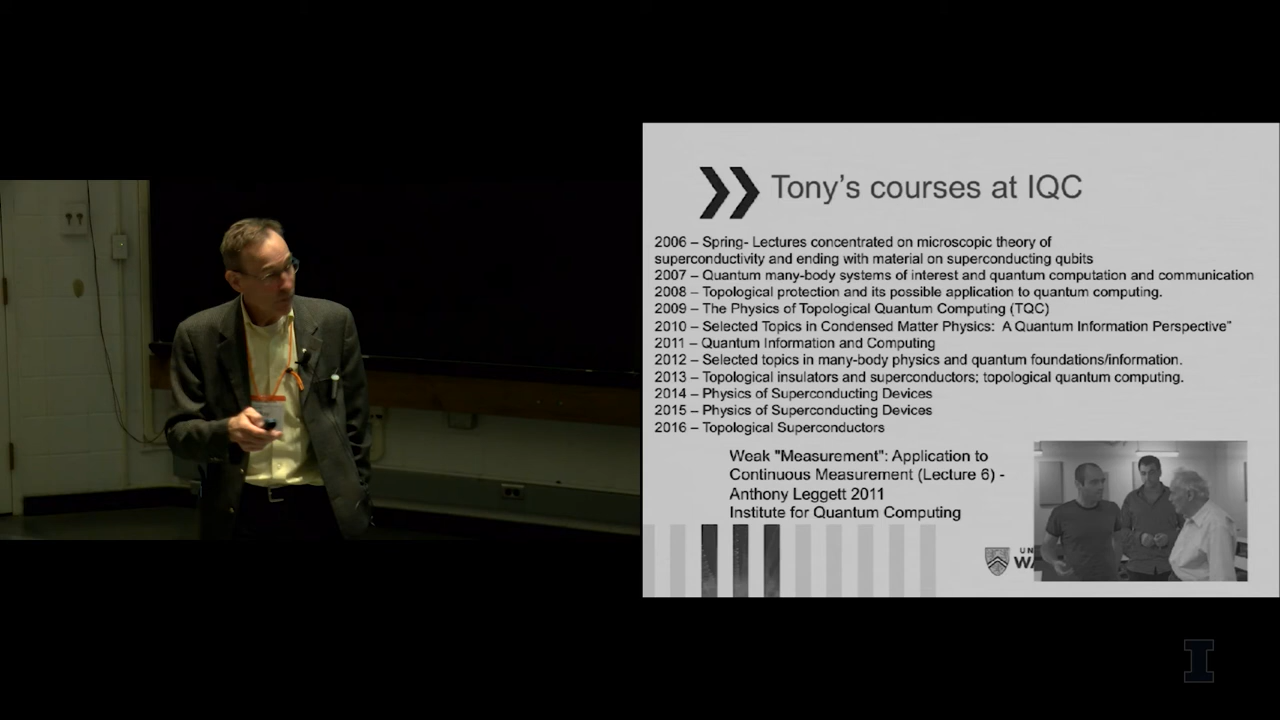 Tony's courses at IQC
2006 – Spring- Lectures concentrated on microscopic theory of
superconductivity and ending with material on superconducting qubits
2007 – Quantum many-body systems of interest and quantum computation and communication
2008 – Topological protection and its possible application to quantum computing.
2009 – The Physics of Topological Quantum Computing (TQC)
2010 – Selected Topics in Condensed Matter Physics: A Quantum Information Perspective"
2011 – Quantum Information and Computing
2012 – Selected topics in many-body physics and quantum foundations/information.
2013 – Topological insulators and superconductors; topological quantum computing.
2014 – Physics of Superconducting Devices
2015 – Physics of Superconducting Devices
2016 – Topological Superconductors
Weak "Measurement": Application to
Continuous Measurement (Lecture 6) -
Anthony Leggett 2011
Institute for Quantum Computing
UN
WA
I